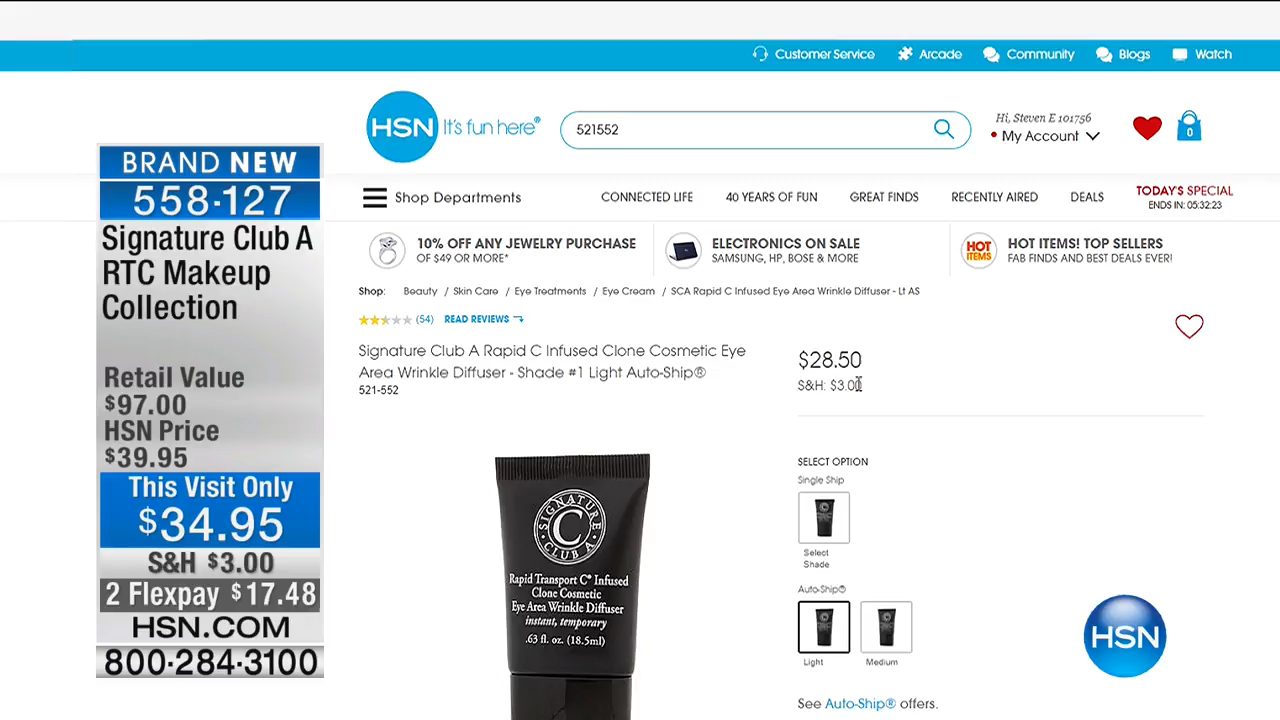 Customer Service
Arcade
Community
Blogs
Watch
HSN It's fun here®
521552
Hi, Steven E 101756
My Account
0
Shop Departments
CONNECTED LIFE
40 YEARS OF FUN
GREAT FINDS
RECENTLY AIRED
DEALS
TODAY'S SPECIAL
ENDS IN: 05:32:23
10% OFF ANY JEWELRY PURCHASE
OF $49 OR MORE*
ELECTRONICS ON SALE
SAMSUNG, HP, BOSE & MORE
HOT ITEMS
HOT ITEMS! TOP SELLERS
FAB FINDS AND BEST DEALS EVER!
Shop: Beauty / Skin Care / Eye Treatments / Eye Cream / SCA Rapid C Infused Eye Area Wrinkle Diffuser - Lt AS
(54) READ REVIEWS
Signature Club A Rapid C Infused Clone Cosmetic Eye
Area Wrinkle Diffuser - Shade #1 Light Auto-Ship®
521-552
$28.50
S&H: $3.00
SELECT OPTION
Single Ship
Select
Shade
Auto-Ship®
Light
Medium
See Auto-Ship® offers.
SIGNATURE
C
CLUB A
Rapid Transport C® Infused
Clone Cosmetic
Eye Area Wrinkle Diffuser
instant, temporary
.63 fl. oz. (18.5ml)
BRAND NEW
558-127
Signature Club A
RTC Makeup
Collection
Retail Value
$97.00
HSN Price
$39.95
This Visit Only
$34.95
S&H $3.00
2 Flexpay $17.48
HSN.COM
800-284-3100
HSN